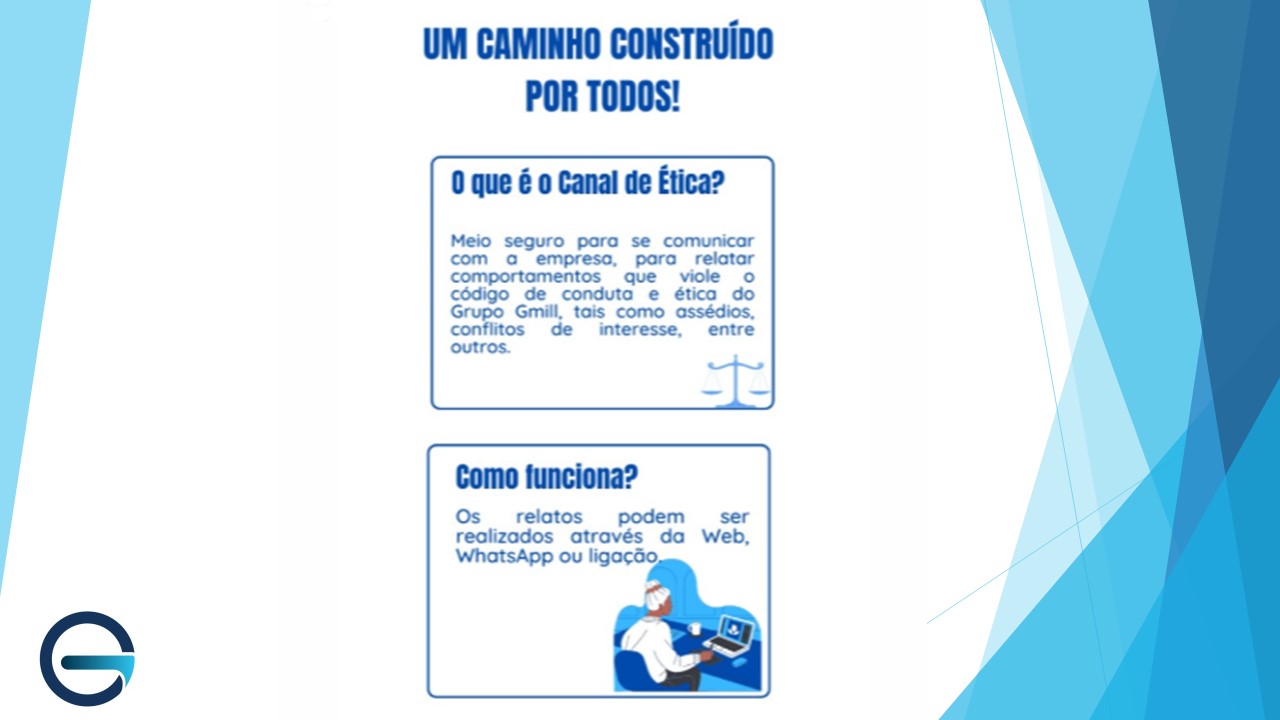 UM CAMINHO CONSTRUÍDO
POR TODOS!
O que é o Canal de Ética?
Meio seguro para se comunicar
com a empresa, para relatar
comportamentos que viole o
código de conduta e ética do
Grupo Gmill, tais como assédios,
conflitos de interesse, entre
outros.
Como funciona?
Os relatos podem ser
realizados através da Web,
WhatsApp ou ligação.